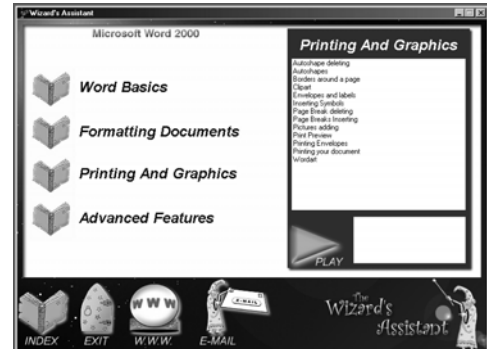 Wizard's Assistant
Microsoft Word 2000
Word Basics
Formatting Documents
Printing And Graphics
Advanced Features
Printing And Graphics
Autoshape deleting
Autoshapes
Borders around a page
Clipart
Envelopes and labels
Inserting Symbols
Page Break deleting
Page Breaks Inserting
Pictures adding
Print Preview
Printing Envelopes
Printing your document
Wordart
PLAY
WWW
E-MAIL
The
Wizard's
Assistant
INDEX
EXIT
W.W.W.
E-MAIL